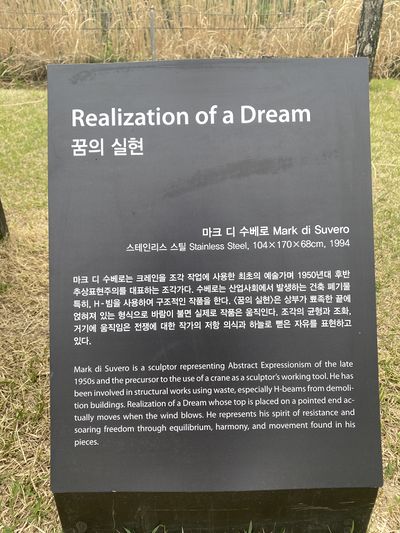 Realization of a Dream
꿈의 실현
마크 디 수베로 Mark di Suvero
스테인리스 스틸 Stainless Steel, 104×170×68cm, 1994
마크 디 수베로는 크레인을 조각 작업에 사용한 최초의 예술가며 1950년대 후반
추상표현주의를 대표하는 조각가다. 수베로는 산업사회에서 발생하는 건축 폐기물
특히, H-빔을 사용하여 구조적인 작품을 한다. 〈꿈의 실현〉은 상부가 뾰족한 끝에
얹혀져 있는 형식으로 바람이 불면 실제로 작품은 움직인다. 조각의 균형과 조화,
거기에 움직임은 전쟁에 대한 작가의 저항 의식과 하늘로 뻗은 자유를 표현하고
있다.
Mark di Suvero is a sculptor representing Abstract Expressionism of the late
1950s and the precursor to the use of a crane as a sculptor's working tool. He has
been involved in structural works using waste, especially H-beams from demoli-
tion buildings. Realization of a Dream whose top is placed on a pointed end ac-
tually moves when the wind blows. He represents his spirit of resistance and
soaring freedom through equilibrium, harmony, and movement found in his
pieces.